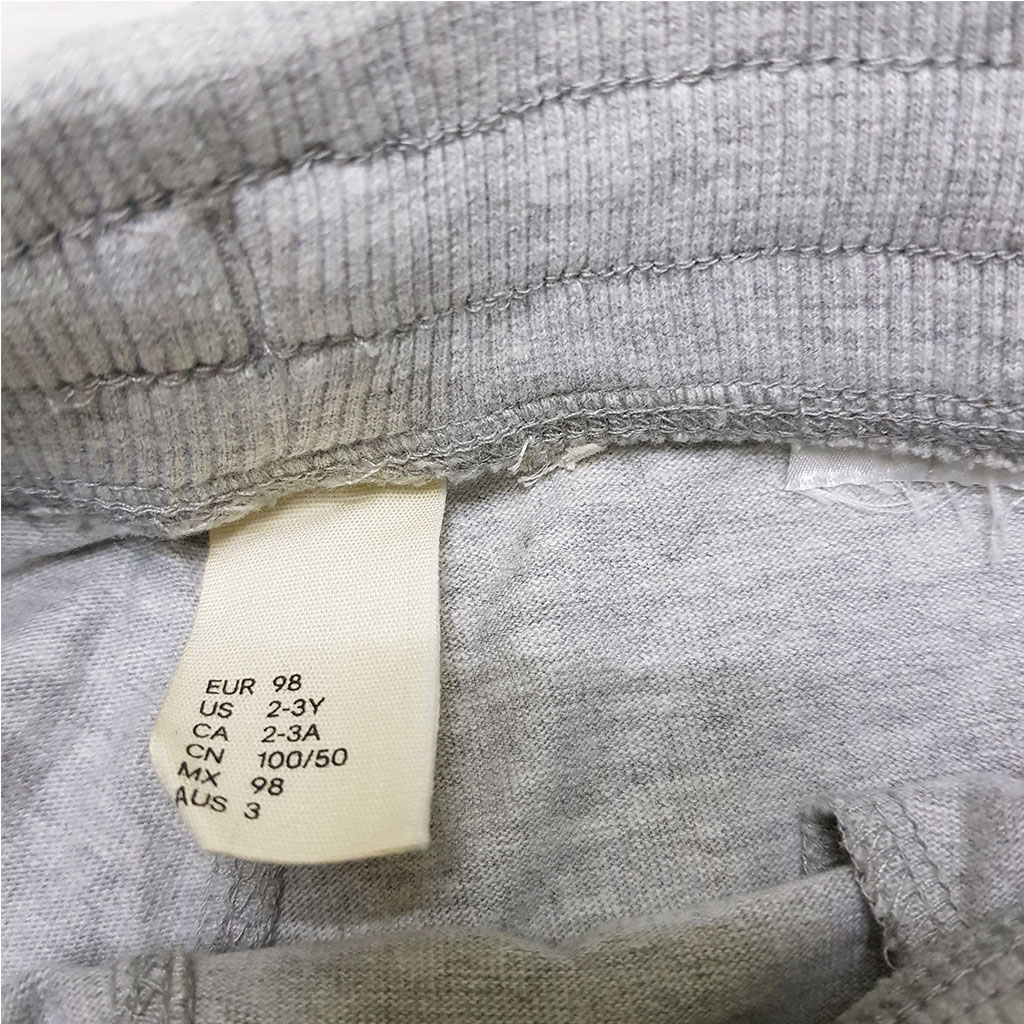 EUR 98
US 2-3Y
CA 2-3A
CN 100/50
MX 98
AUS 3